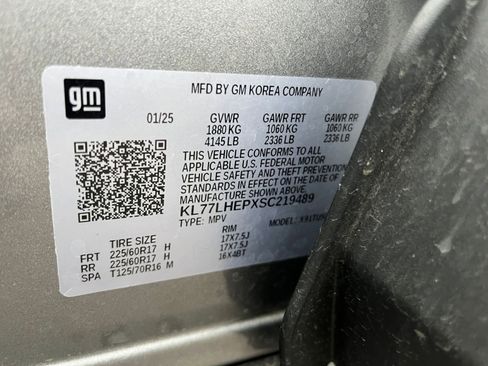 gm
MFD BY GM KOREA COMPANY
01/25 GVWR GAWR FRT GAWR RR
1880 KG 1060 KG 1060 KG
4145 LB 2336 LB 2336 LB
THIS VEHICLE CONFORMS TO ALL
APPLICABLE U.S. FEDERAL MOTOR
VEHICLE SAFETY AND THEFT PREVENTION
STANDARDS IN EFFECT ON THE DATE OF
MANUFACTURE SHOWN ABOVE.
KL77LHEPXSC219489
TYPE: MPV MODEL:
TIRE SIZE RIM
FRT 225/60R17 H 17X7.5J
RR 225/60R17 H 17X7.5J
T125/70R16 M 16X4BT